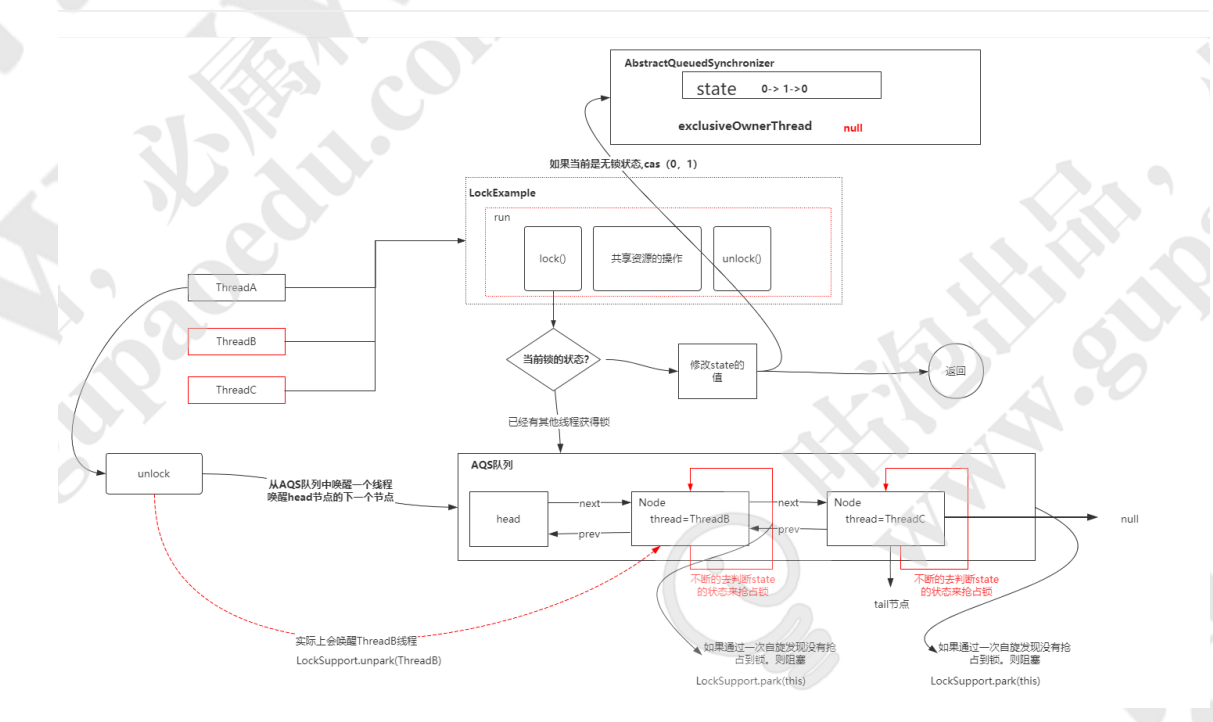 AbstractQueuedSynchronizer
state 0-> 1->0
exclusiveOwnerThread null
如果当前是无锁状态,cas（0，1）
LockExample
run
lock()
共享资源的操作
unlock()
ThreadA
ThreadB
ThreadC
当前锁的状态?
修改state的
值
返回
已经有其他线程获得锁
unlock
从AQS队列中唤醒一个线程
唤醒head节点的下一个节点
AQS队列
head
next
prev
Node
thread=ThreadB
next
prev
Node
thread=ThreadC
null
不断的去判断state
的状态来抢占锁
不断的去判断state
的状态来抢占锁
tail节点
实际上会唤醒ThreadB线程
LockSupport.unpark(ThreadB)
如果通过一次自旋发现没有抢
占到锁。则阻塞
LockSupport.park(this)
如果通过一次自旋发现没有抢
占到锁。则阻塞
LockSupport.park(this)